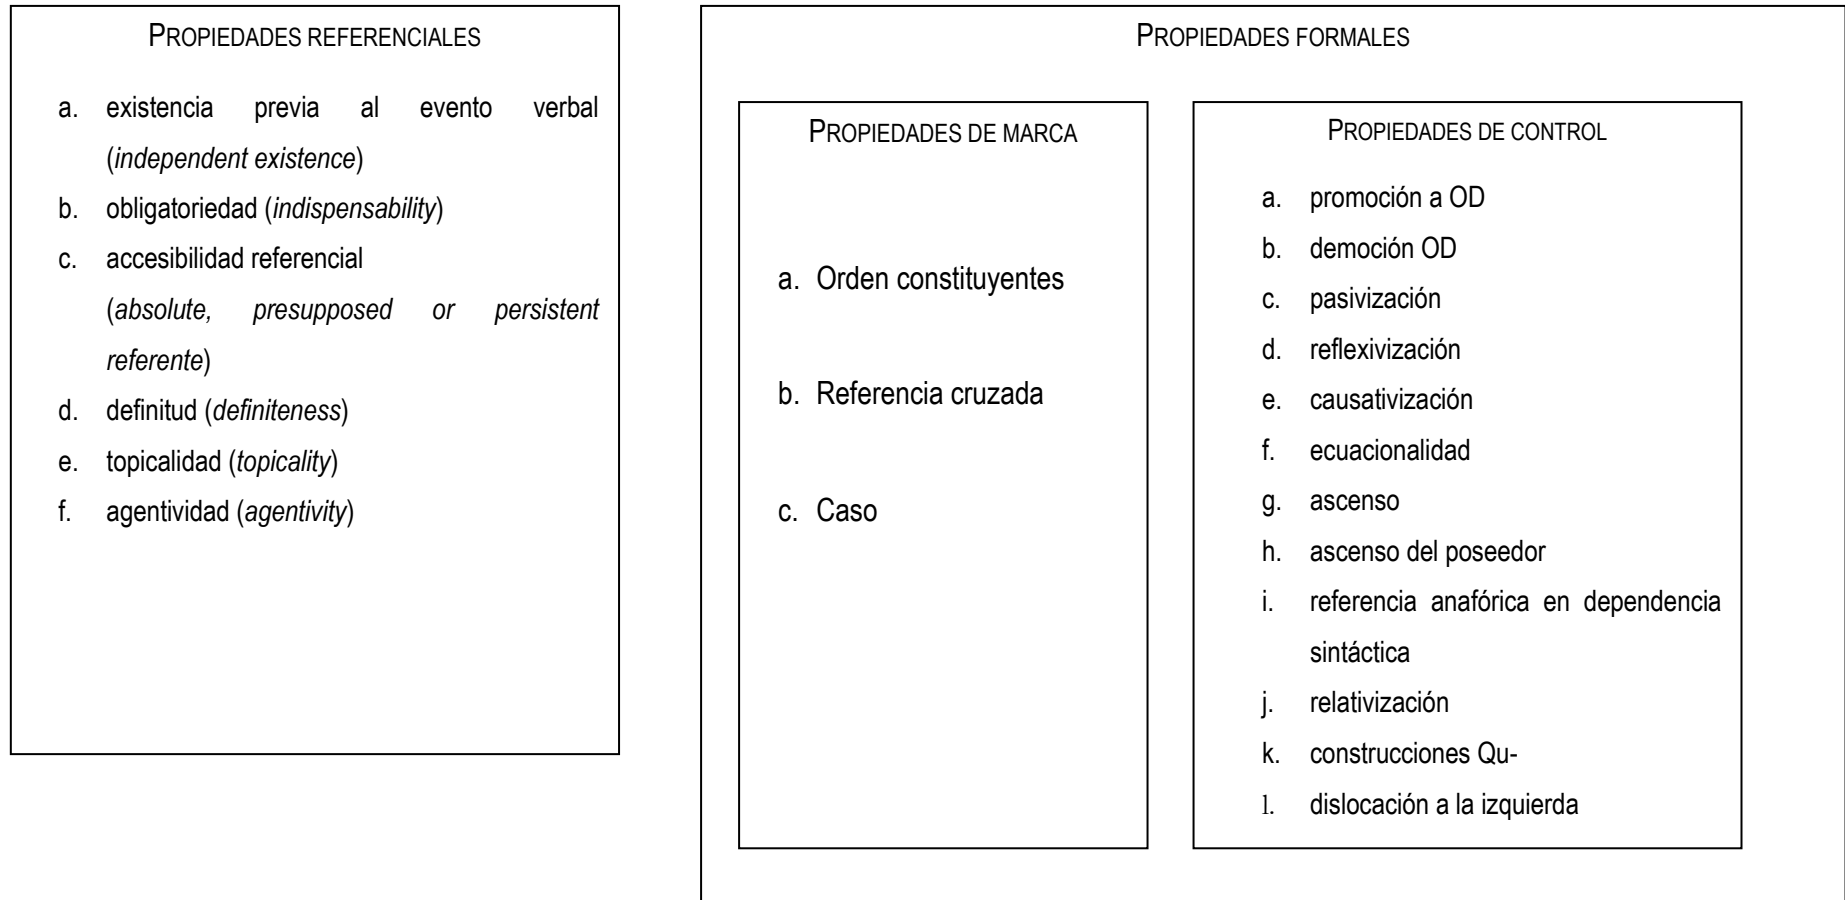 PROPIEDADES REFERENCIALES
a. existencia previa al evento verbal
(independent existence)
b. obligatoriedad (indispensability)
c. accesibilidad referencial
(absolute, presupposed or persistent
referente)
d. definitud (definiteness)
e. topicalidad (topicality)
f. agentividad (agentivity)
PROPIEDADES FORMALES
PROPIEDADES DE MARCA
a. Orden constituyentes
b. Referencia cruzada
c. Caso
PROPIEDADES DE CONTROL
a. promoción a OD
b. democión OD
c. pasivización
d. reflexivización
e. causativización
f. ecuacionalidad
g. ascenso
h. ascenso del poseedor
i. referencia anafórica en dependencia
sintáctica
j. relativización
k. construcciones Qu-
l. dislocación a la izquierda